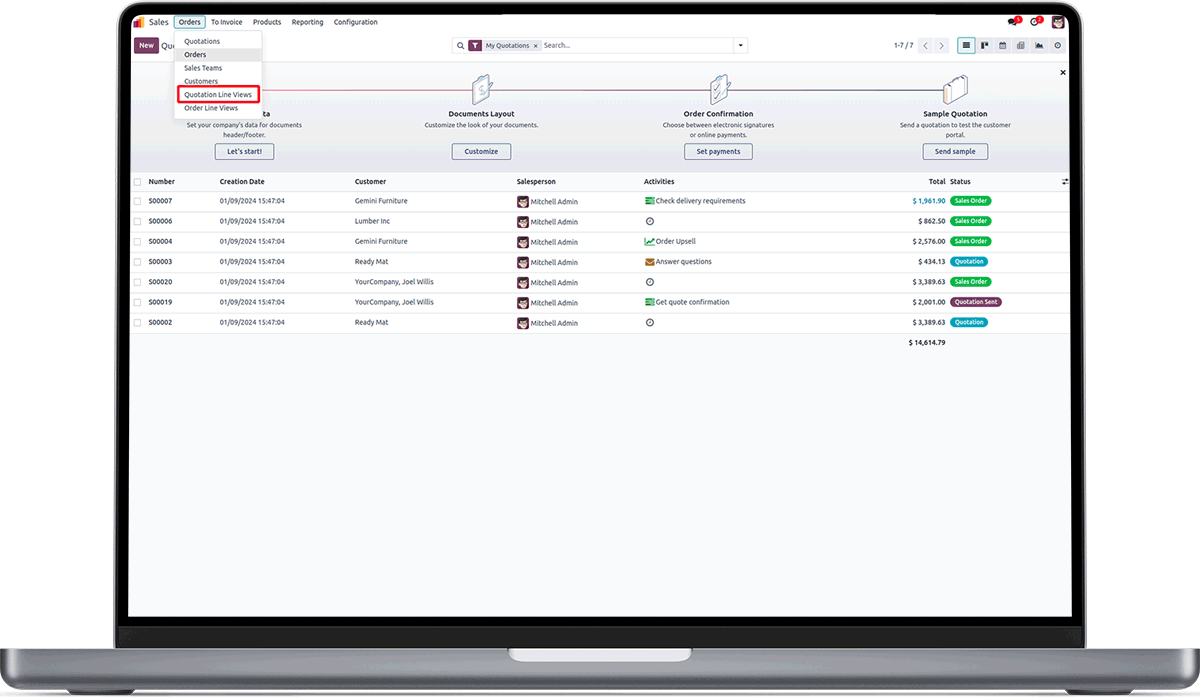 Sales Orders To Invoice Products Reporting Configuration 5 7
New Quo My Quotations × Search... 1-7 / 7
Quotations
Orders
Sales Teams
Customers
Quotation Line Views
Order Line Views
ta Documents Layout Order Confirmation Sample Quotation
Set your company's data for documents Customize the look of your documents. Choose between electronic signatures Send a quotation to test the customer
header/footer. or online payments. portal.
Let's start! Customize Set payments Send sample
Number Creation Date Customer Salesperson Activities Total Status
S00007 01/09/2024 15:47:04 Gemini Furniture Mitchell Admin Check delivery requirements $ 1,961.90 Sales Order
S00006 01/09/2024 15:47:04 Lumber Inc Mitchell Admin $ 862.50 Sales Order
S00004 01/09/2024 15:47:04 Gemini Furniture Mitchell Admin Order Upsell $ 2,576.00 Sales Order
S00003 01/09/2024 15:47:04 Ready Mat Mitchell Admin Answer questions $ 434.13 Quotation
S00020 01/09/2024 15:47:04 YourCompany, Joel Willis Mitchell Admin $ 3,389.63 Sales Order
S00019 01/09/2024 15:47:04 YourCompany, Joel Willis Mitchell Admin Get quote confirmation $ 2,001.00 Quotation Sent
S00002 01/09/2024 15:47:04 Ready Mat Mitchell Admin $ 3,389.63 Quotation
$ 14,614.79